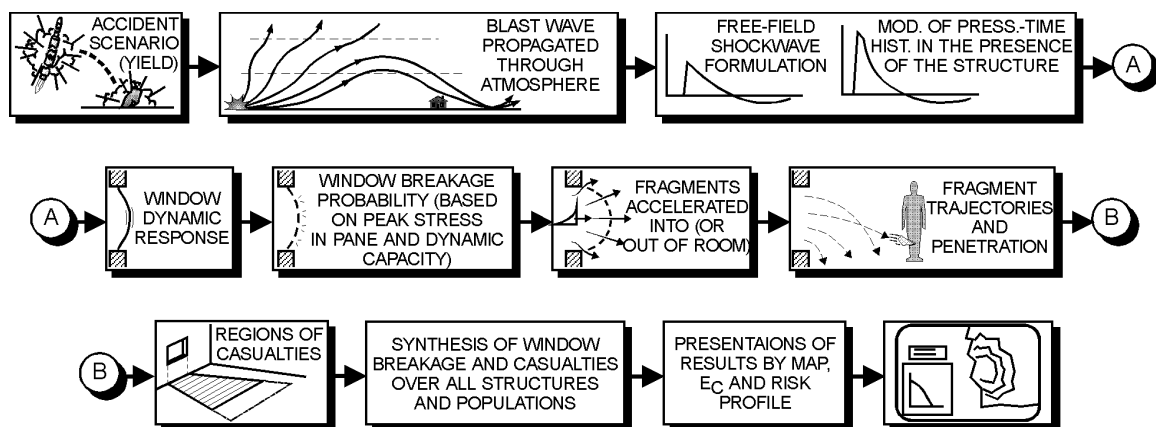 ACCIDENT
SCENARIO
(YIELD)
BLAST WAVE
PROPAGATED
THROUGH
ATMOSPHERE
FREE-FIELD
SHOCKWAVE
FORMULATION
MOD. OF PRESS.-TIME
HIST. IN THE PRESENCE
OF THE STRUCTURE
A
A
WINDOW
DYNAMIC
RESPONSE
WINDOW BREAKAGE
PROBABILITY (BASED
ON PEAK STRESS
IN PANE AND DYNAMIC
CAPACITY)
FRAGMENTS
ACCELERATED
INTO (OR
OUT OF ROOM)
FRAGMENT
TRAJECTORIES
AND
PENETRATION
B
B
REGIONS OF
CASUALTIES
SYNTHESIS OF WINDOW
BREAKAGE AND CASUALTIES
OVER ALL STRUCTURES
AND POPULATIONS
PRESENTAIONS OF
RESULTS BY MAP,
EC AND RISK
PROFILE